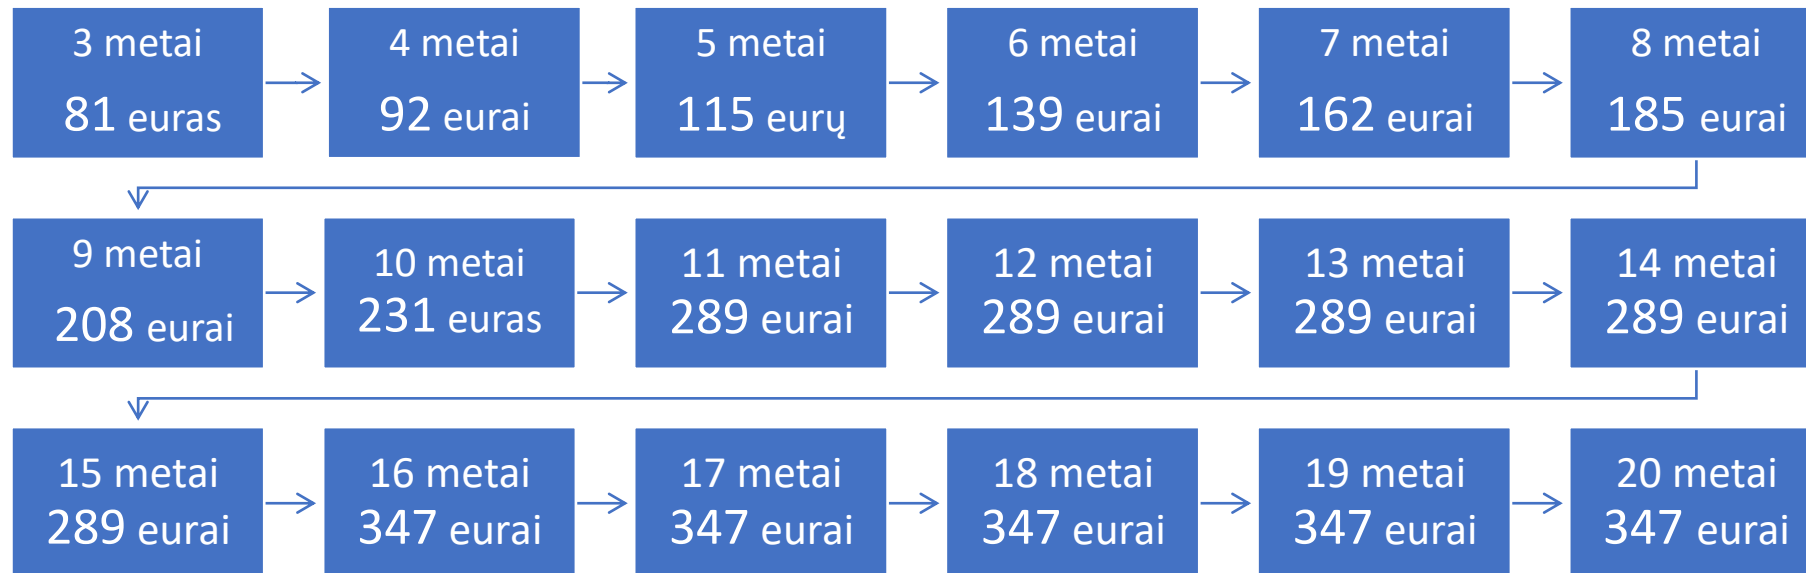 3 metai
81 euras
4 metai
92 eurai
5 metai
115 eurų
6 metai
139 eurai
7 metai
162 eurai
8 metai
185 eurai
9 metai
208 eurai
10 metai
231 euras
11 metai
289 eurai
12 metai
289 eurai
13 metai
289 eurai
14 metai
289 eurai
15 metai
289 eurai
16 metai
347 eurai
17 metai
347 eurai
18 metai
347 eurai
19 metai
347 eurai
20 metai
347 eurai